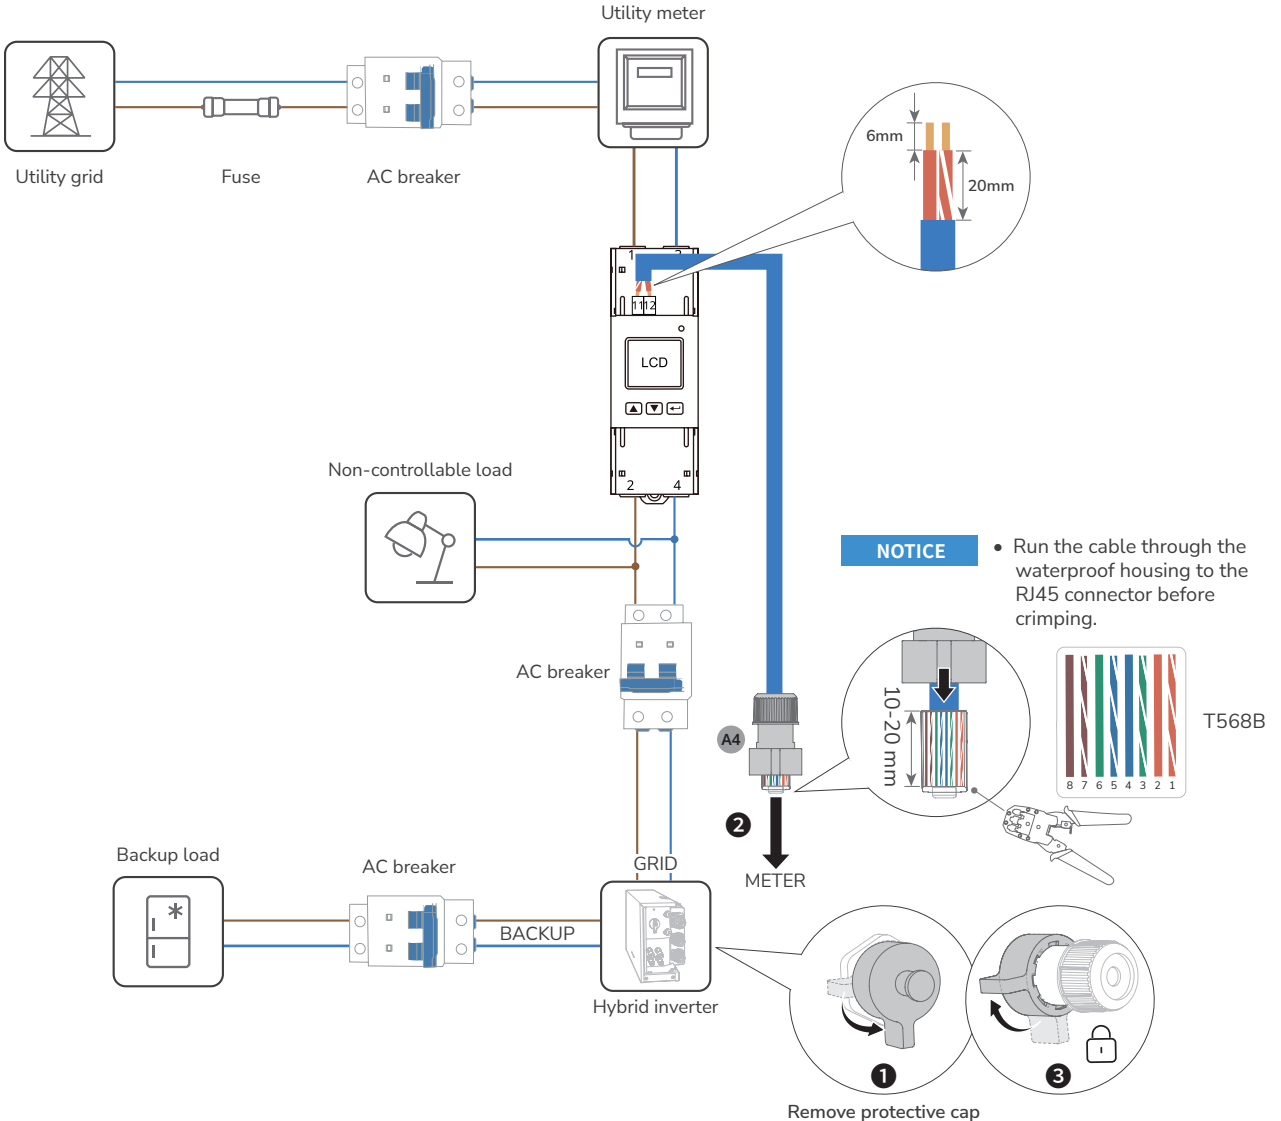 Utility meter
Utility grid
Fuse
AC breaker
6mm
20mm
1
11
12
LCD
2
4
Non-controllable load
NOTICE
• Run the cable through the
waterproof housing to the
RJ45 connector before
crimping.
AC breaker
10-20 mm
T568B
8 7 6 5 4 3 2 1
A4
2
METER
GRID
Backup load
AC breaker
BACKUP
Hybrid inverter
1
3
Remove protective cap